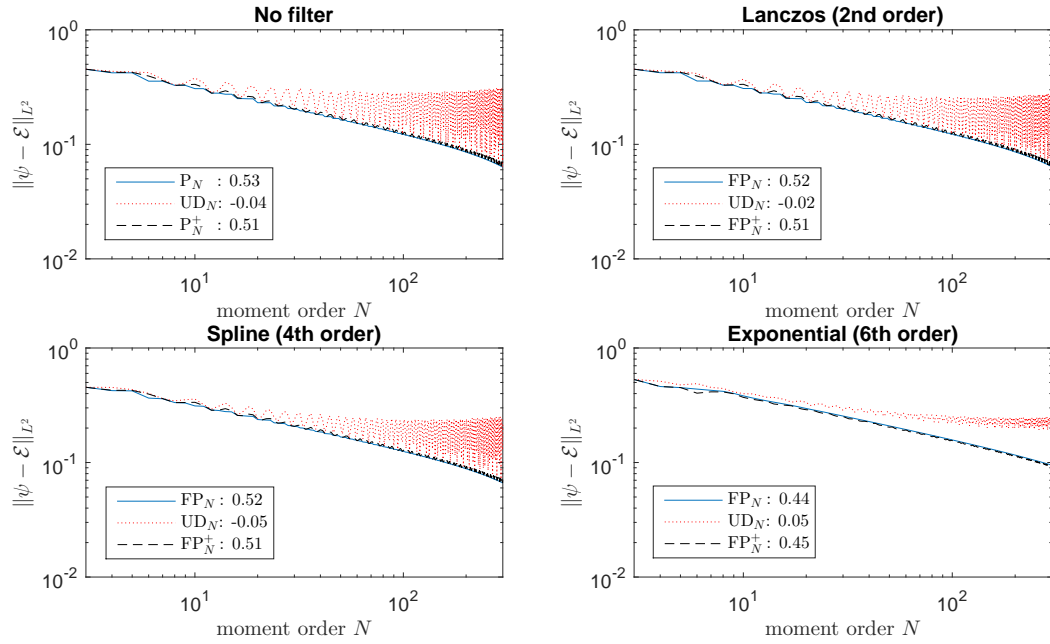 No filter
10^0
10^-1
10^-2
‖ψ − ℰ‖_{L^2}
P_N : 0.53
UD_N: -0.04
P_N^+ : 0.51
10^1
10^2
moment order N
Lanczos (2nd order)
10^0
10^-1
10^-2
‖ψ − ℰ‖_{L^2}
FP_N: 0.52
UD_N: -0.02
FP_N^+: 0.51
10^1
10^2
moment order N
Spline (4th order)
10^0
10^-1
10^-2
‖ψ − ℰ‖_{L^2}
FP_N: 0.52
UD_N: -0.05
FP_N^+: 0.51
10^1
10^2
moment order N
Exponential (6th order)
10^0
10^-1
10^-2
‖ψ − ℰ‖_{L^2}
FP_N: 0.44
UD_N: 0.05
FP_N^+: 0.45
10^1
10^2
moment order N